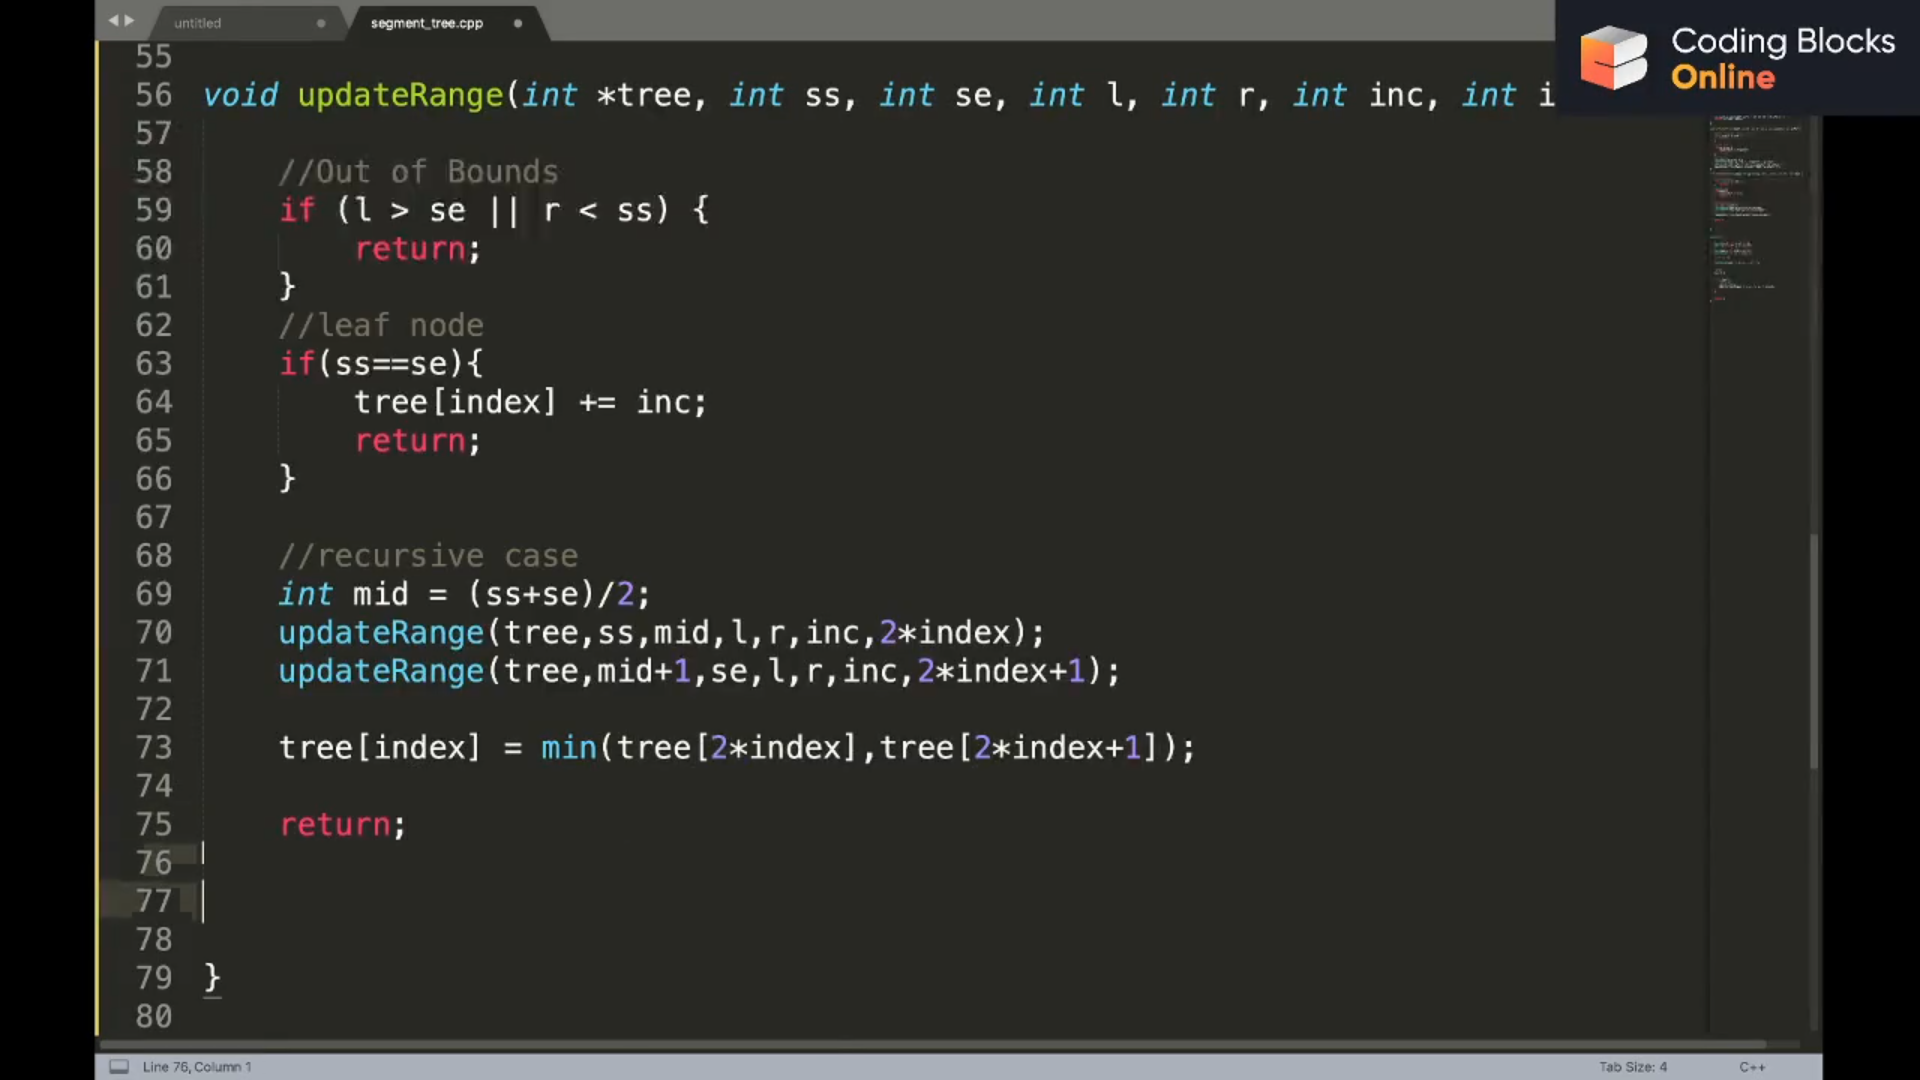 untitled
segment_tree.cpp
Coding Blocks
Online
55
56 void updateRange(int *tree, int ss, int se, int l, int r, int inc, int i
57
58 //Out of Bounds
59 if (l > se || r < ss) {
60 return;
61 }
62 //leaf node
63 if(ss==se){
64 tree[index] += inc;
65 return;
66 }
67
68 //recursive case
69 int mid = (ss+se)/2;
70 updateRange(tree,ss,mid,l,r,inc,2*index);
71 updateRange(tree,mid+1,se,l,r,inc,2*index+1);
72
73 tree[index] = min(tree[2*index],tree[2*index+1]);
74
75 return;
76
77
78
79 }
80
Line 76, Column 1
Tab Size: 4
C++